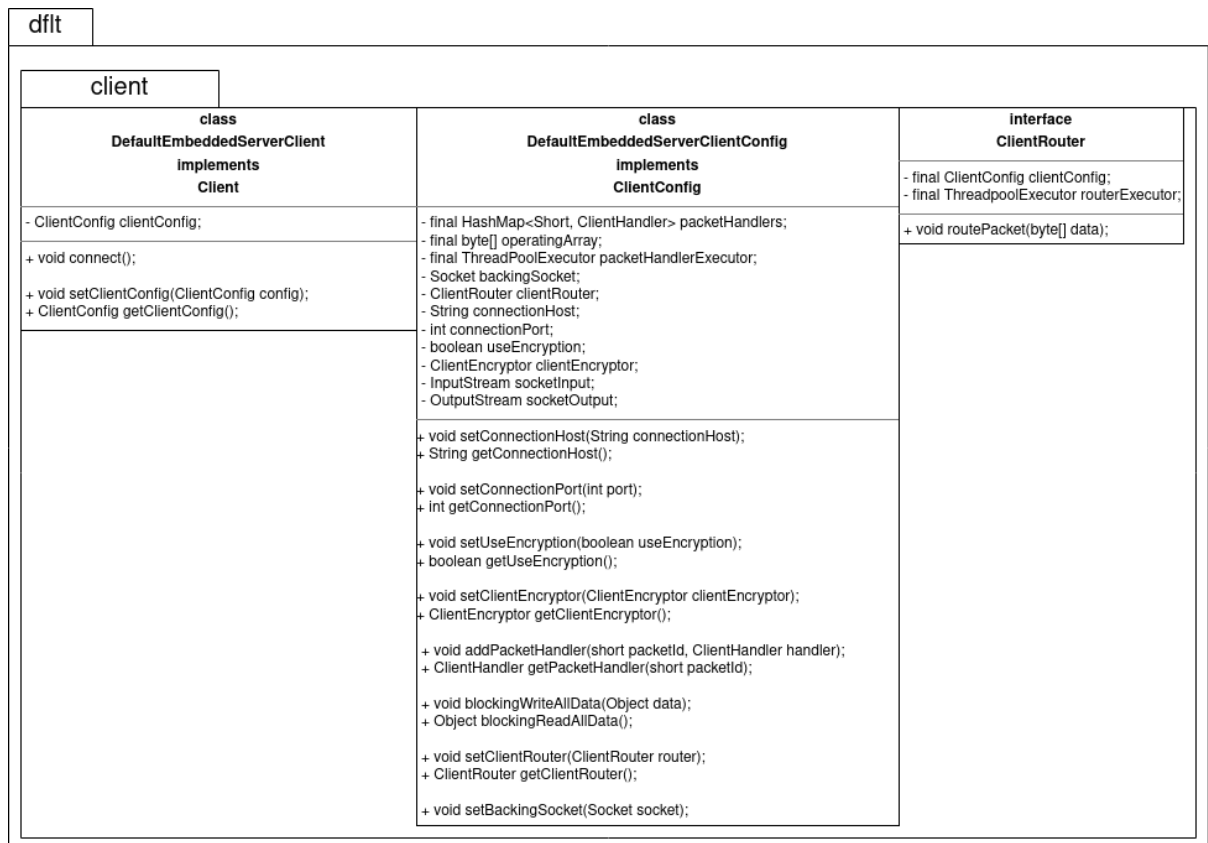 dflt
client
class
DefaultEmbeddedServerClient
implements
Client
- ClientConfig clientConfig;
+ void connect();
+ void setClientConfig(ClientConfig config);
+ ClientConfig getClientConfig();
class
DefaultEmbeddedServerClientConfig
implements
ClientConfig
- final HashMap<Short, ClientHandler> packetHandlers;
- final byte[] operatingArray;
- final ThreadPoolExecutor packetHandlerExecutor;
- Socket backingSocket;
- ClientRouter clientRouter;
- String connectionHost;
- int connectionPort;
- boolean useEncryption;
- ClientEncryptor clientEncryptor;
- InputStream socketInput;
- OutputStream socketOutput;
+ void setConnectionHost(String connectionHost);
+ String getConnectionHost();
+ void setConnectionPort(int port);
+ int getConnectionPort();
+ void setUseEncryption(boolean useEncryption);
+ boolean getUseEncryption();
+ void setClientEncryptor(ClientEncryptor clientEncryptor);
+ ClientEncryptor getClientEncryptor();
+ void addPacketHandler(short packetId, ClientHandler handler);
+ ClientHandler getPacketHandler(short packetId);
+ void blockingWriteAllData(Object data);
+ Object blockingReadAllData();
+ void setClientRouter(ClientRouter router);
+ ClientRouter getClientRouter();
+ void setBackingSocket(Socket socket);
interface
ClientRouter
- final ClientConfig clientConfig;
- final ThreadpoolExecutor routerExecutor;
+ void routePacket(byte[] data);